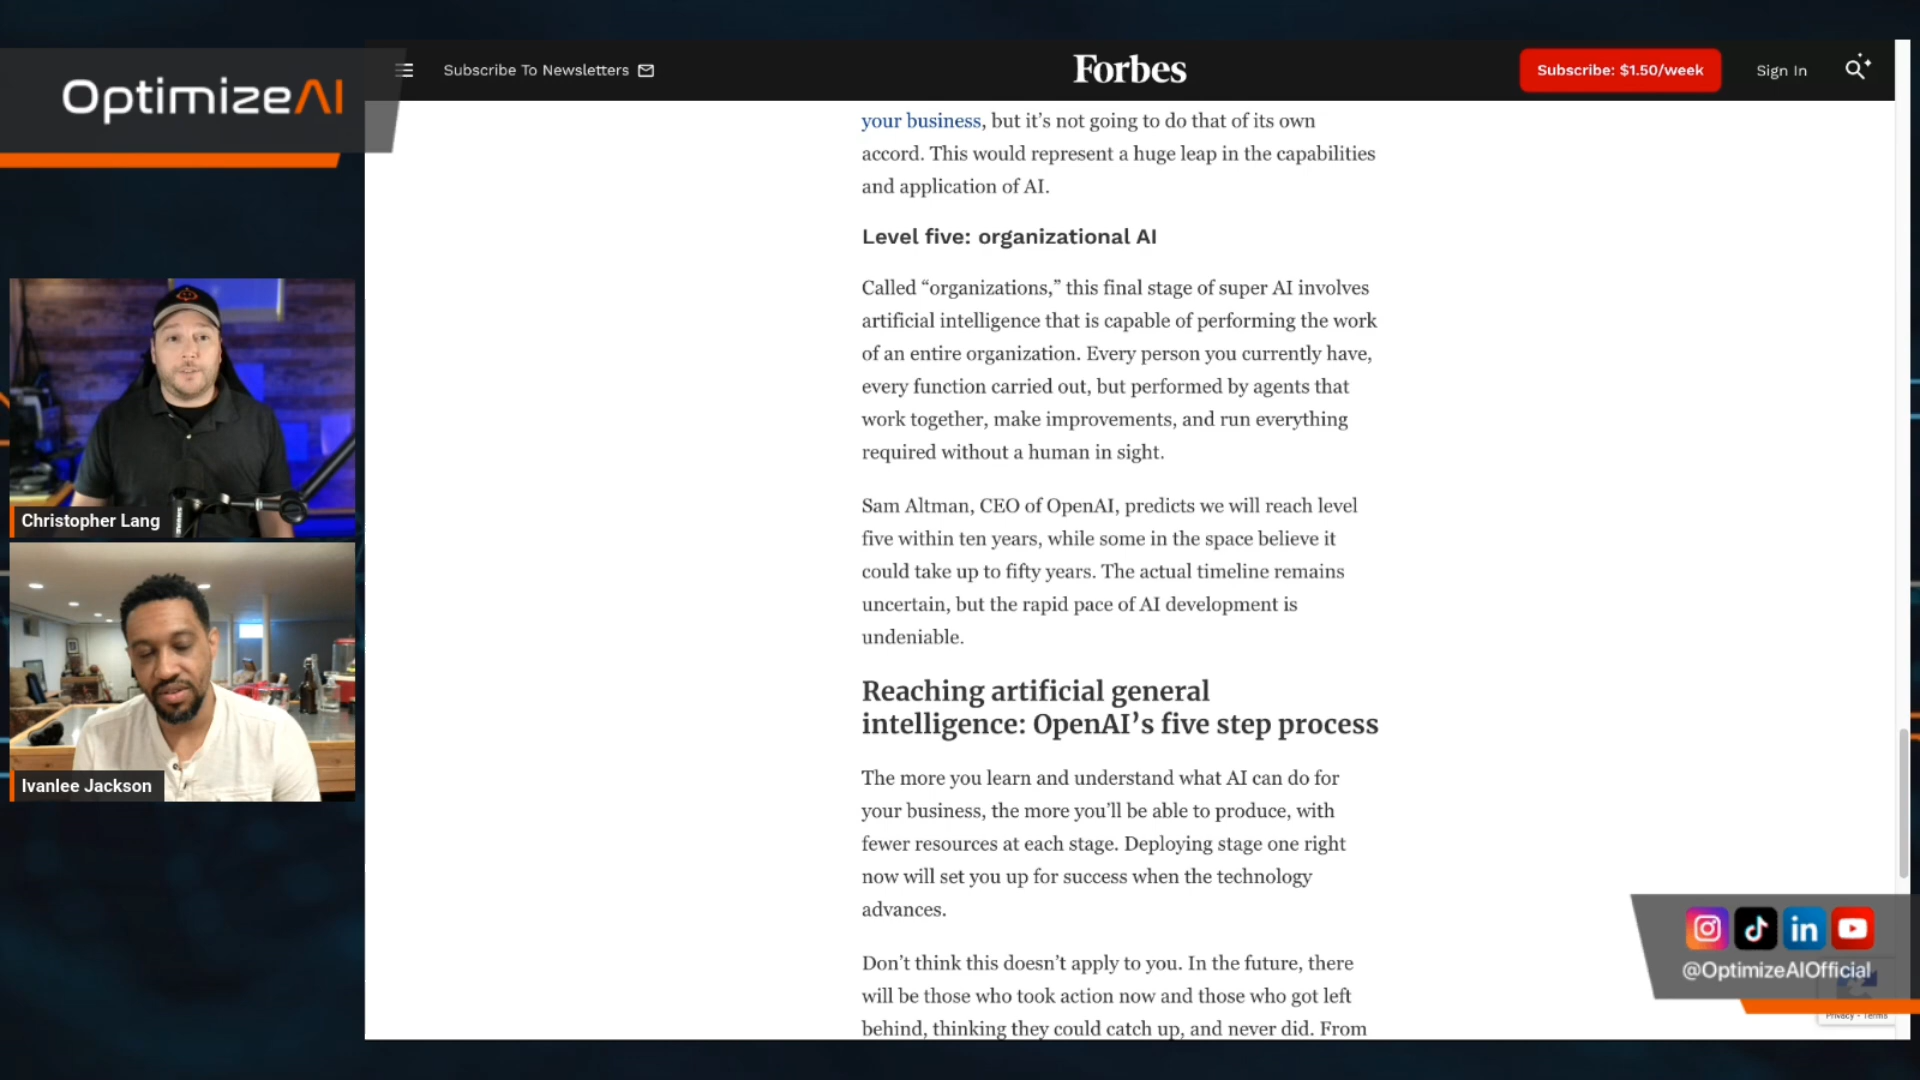 OptimizeAI
Subscribe To Newsletters
Forbes
Subscribe: $1.50/week
Sign In
your business, but it’s not going to do that of its own
accord. This would represent a huge leap in the capabilities
and application of AI.
Level five: organizational AI
Called “organizations,” this final stage of super AI involves
artificial intelligence that is capable of performing the work
of an entire organization. Every person you currently have,
every function carried out, but performed by agents that
work together, make improvements, and run everything
required without a human in sight.
Sam Altman, CEO of OpenAI, predicts we will reach level
five within ten years, while some in the space believe it
could take up to fifty years. The actual timeline remains
uncertain, but the rapid pace of AI development is
undeniable.
Reaching artificial general
intelligence: OpenAI’s five step process
The more you learn and understand what AI can do for
your business, the more you’ll be able to produce, with
fewer resources at each stage. Deploying stage one right
now will set you up for success when the technology
advances.
Don’t think this doesn’t apply to you. In the future, there
will be those who took action now and those who got left
behind, thinking they could catch up, and never did. From
Christopher Lang
SHURE
Ivanlee Jackson
in
@OptimizeAIOfficial
Privacy - Terms